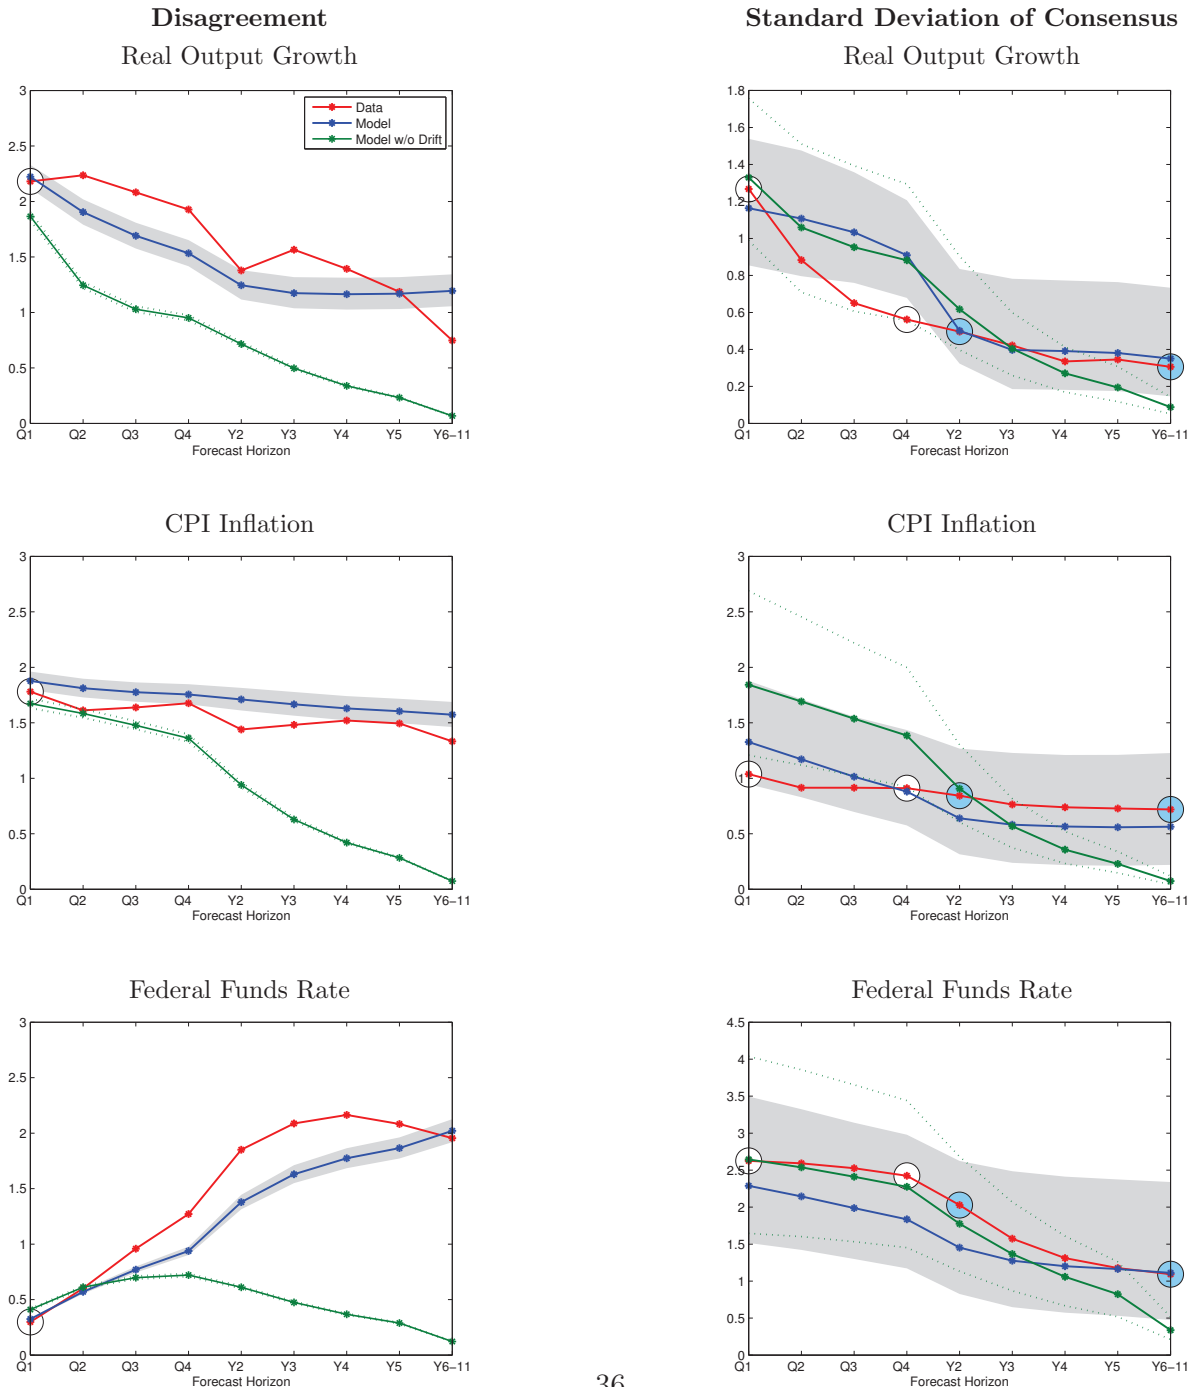 Disagreement
Real Output Growth
3
2.5
2
1.5
1
0.5
0
Data
Model
Model w/o Drift
Q1 Q2 Q3 Q4 Y2 Y3 Y4 Y5 Y6−11
Forecast Horizon
Standard Deviation of Consensus
Real Output Growth
1.8
1.6
1.4
1.2
1
0.8
0.6
0.4
0.2
0
Q1 Q2 Q3 Q4 Y2 Y3 Y4 Y5 Y6−11
Forecast Horizon
CPI Inflation
3
2.5
2
1.5
1
0.5
0
Q1 Q2 Q3 Q4 Y2 Y3 Y4 Y5 Y6−11
Forecast Horizon
CPI Inflation
3
2.5
2
1.5
1
0.5
0
Q1 Q2 Q3 Q4 Y2 Y3 Y4 Y5 Y6−11
Forecast Horizon
Federal Funds Rate
3
2.5
2
1.5
1
0.5
0
Q1 Q2 Q3 Q4 Y2 Y3 Y4 Y5 Y6−11
Forecast Horizon
Federal Funds Rate
4.5
4
3.5
3
2.5
2
1.5
1
0.5
0
Q1 Q2 Q3 Q4 Y2 Y3 Y4 Y5 Y6−11
Forecast Horizon
36